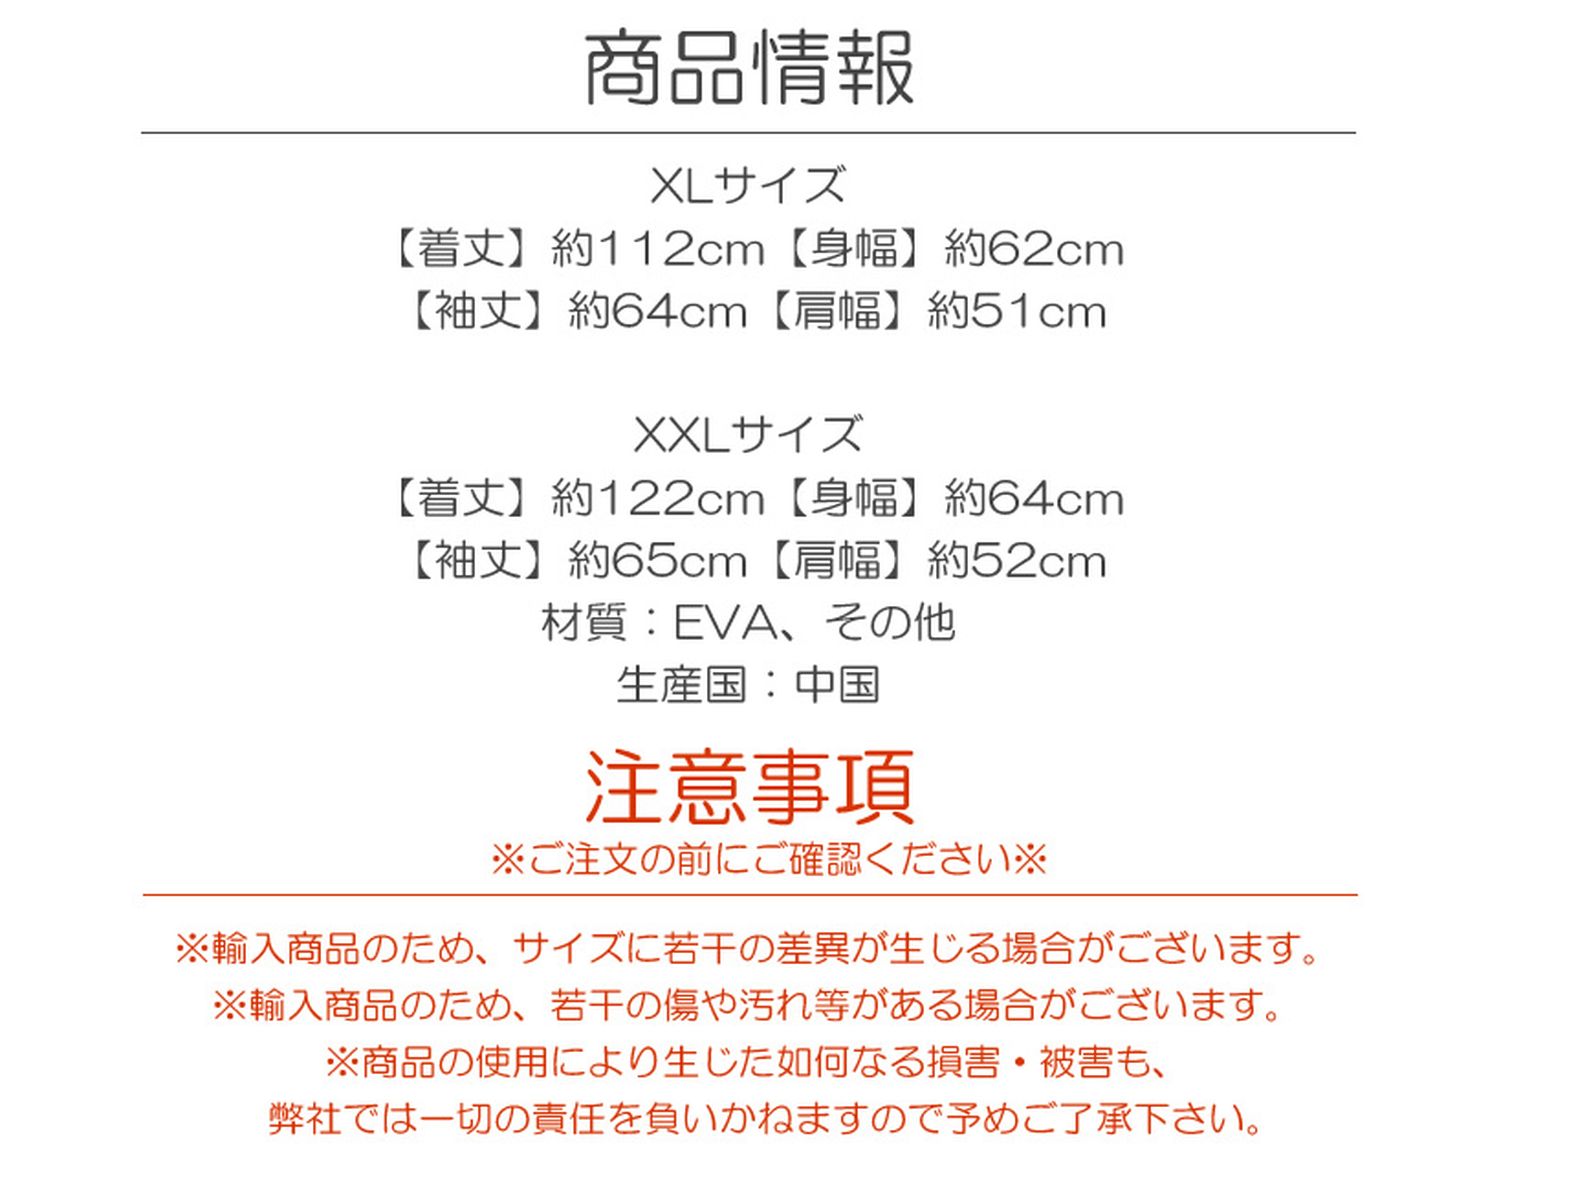 商品情報
XLサイズ
【着丈】約112cm【身幅】約62cm
【袖丈】約64cm【肩幅】約51cm
XXLサイズ
【着丈】約122cm【身幅】約64cm
【袖丈】約65cm【肩幅】約52cm
材質：EVA、その他
生産国：中国
注意事項
※ご注文の前にご確認ください※
※輸入商品のため、サイズに若干の差異が生じる場合がございます。
※輸入商品のため、若干の傷や汚れ等がある場合がございます。
※商品の使用により生じた如何なる損害・被害も、
弊社では一切の責任を負いかねますので予めご了承下さい。